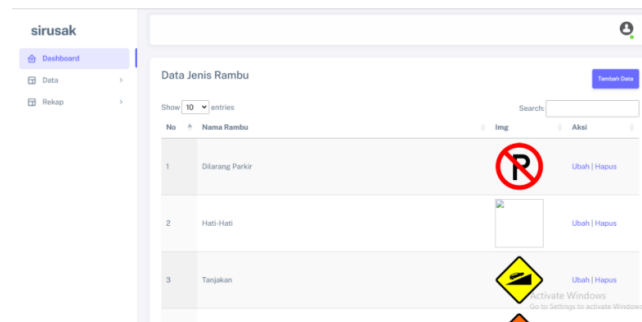 sirusak
Dashboard
Data
Rekap
Data Jenis Rambu
Tambah Data
Show 10 entries
Search:
No Nama Rambu Img Aksi
1 Dilarang Parkir P Ubah | Hapus
2 Hati-Hati Ubah | Hapus
3 Tanjakan Ubah | Hapus
Activate Windows
Go to Settings to activate Windows